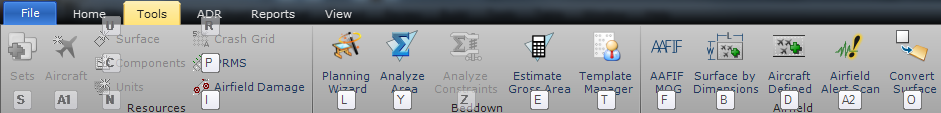 File Home Tools ADR Reports View
U R
Surface Crash Grid
C P
Components PRMS
Sets Aircraft Units Airfield Damage
Planning Wizard
Analyze Area
Analyze Constraints
Estimate Gross Area
Template Manager
AAFIF
AAFIF MOG
Surface by Dimensions
Aircraft Defined
Airfield Alert Scan
Convert Surface
S A1 N I L Y Z E T F B D A2 O
Resources Beddown Airfield